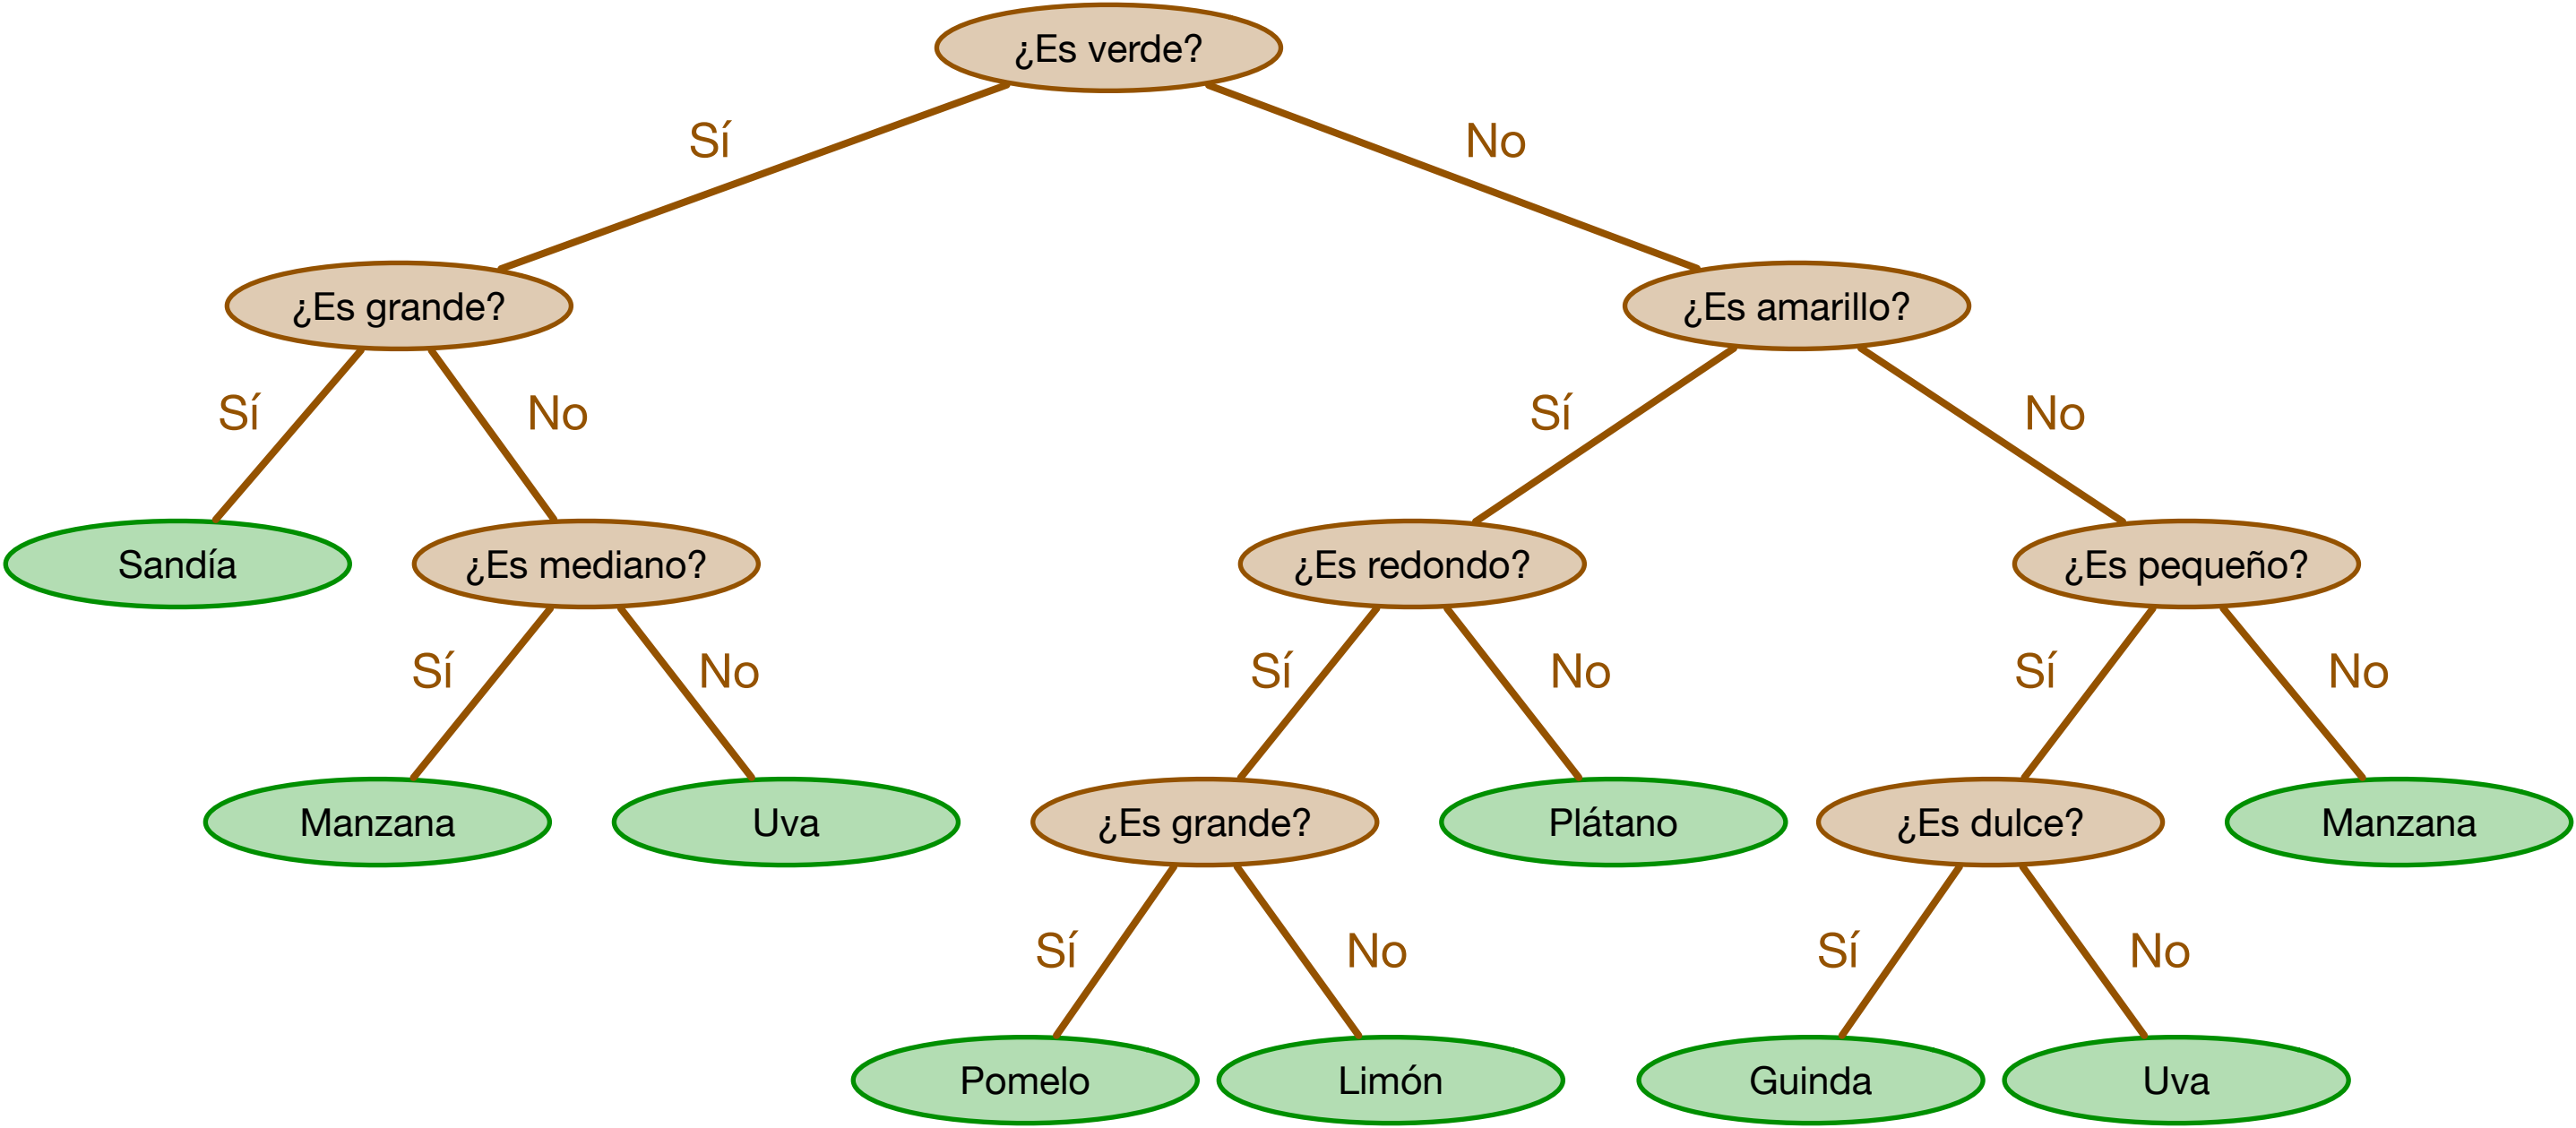 ¿Es verde?
Sí
No
¿Es grande?
¿Es amarillo?
Sí
No
Sí
No
Sandía
¿Es mediano?
¿Es redondo?
¿Es pequeño?
Sí
No
Sí
No
Sí
No
Manzana
Uva
¿Es grande?
Plátano
¿Es dulce?
Manzana
Sí
No
Sí
No
Pomelo
Limón
Guinda
Uva